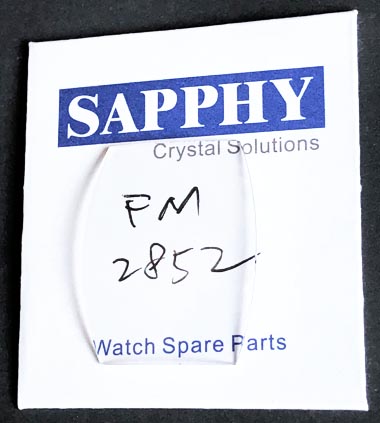 SAPPHY
Crystal Solutions
FM
2852
Watch Spare Parts